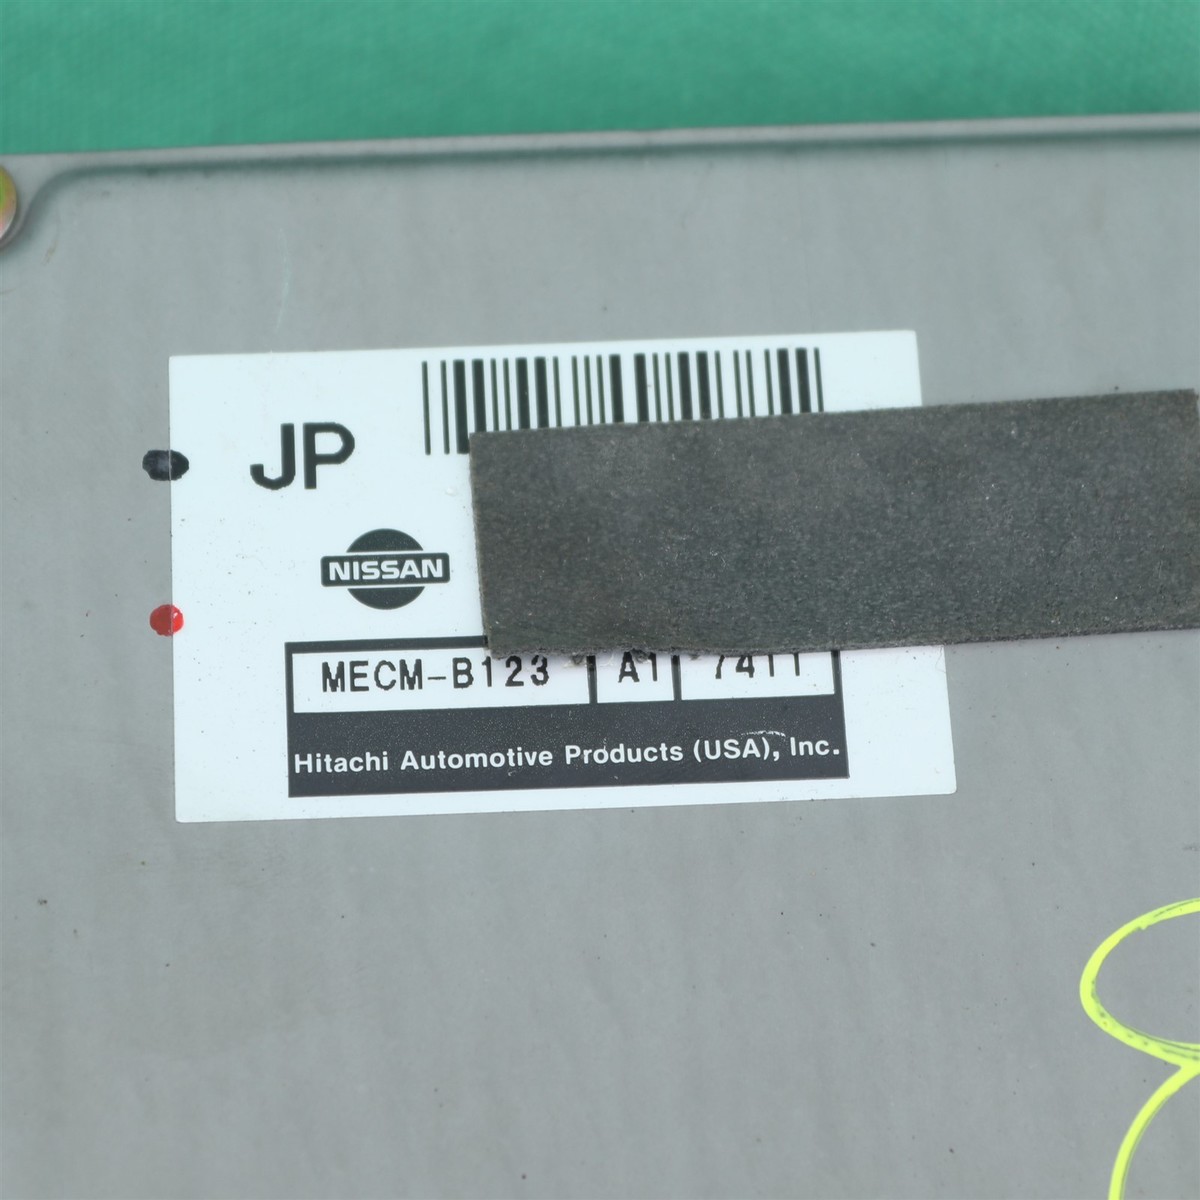 JP
NISSAN
MECM-B123 A1 7411
Hitachi Automotive Products (USA), Inc.